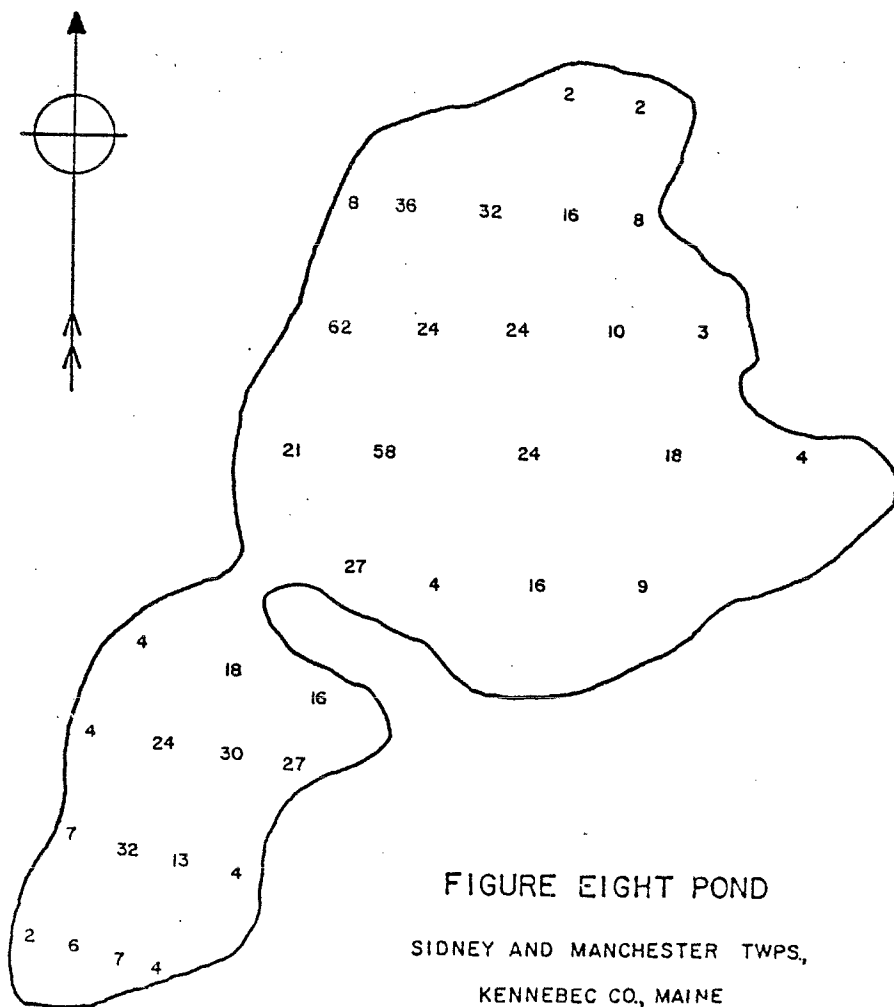 2 2
8 36 32 16 8
62 24 24 10 3
21 58 24 18 4
27 4 16 9
4 18 16
4 24 30 27
7 32 13 4
2 6 7 4
FIGURE EIGHT POND
SIDNEY AND MANCHESTER TWPS.,
KENNEBEC CO., MAINE